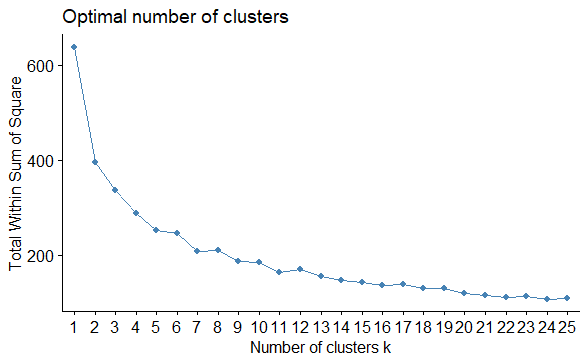 Optimal number of clusters
Total Within Sum of Square
600
400
200
1 2 3 4 5 6 7 8 9 10 11 12 13 14 15 16 17 18 19 20 21 22 23 24 25
Number of clusters k